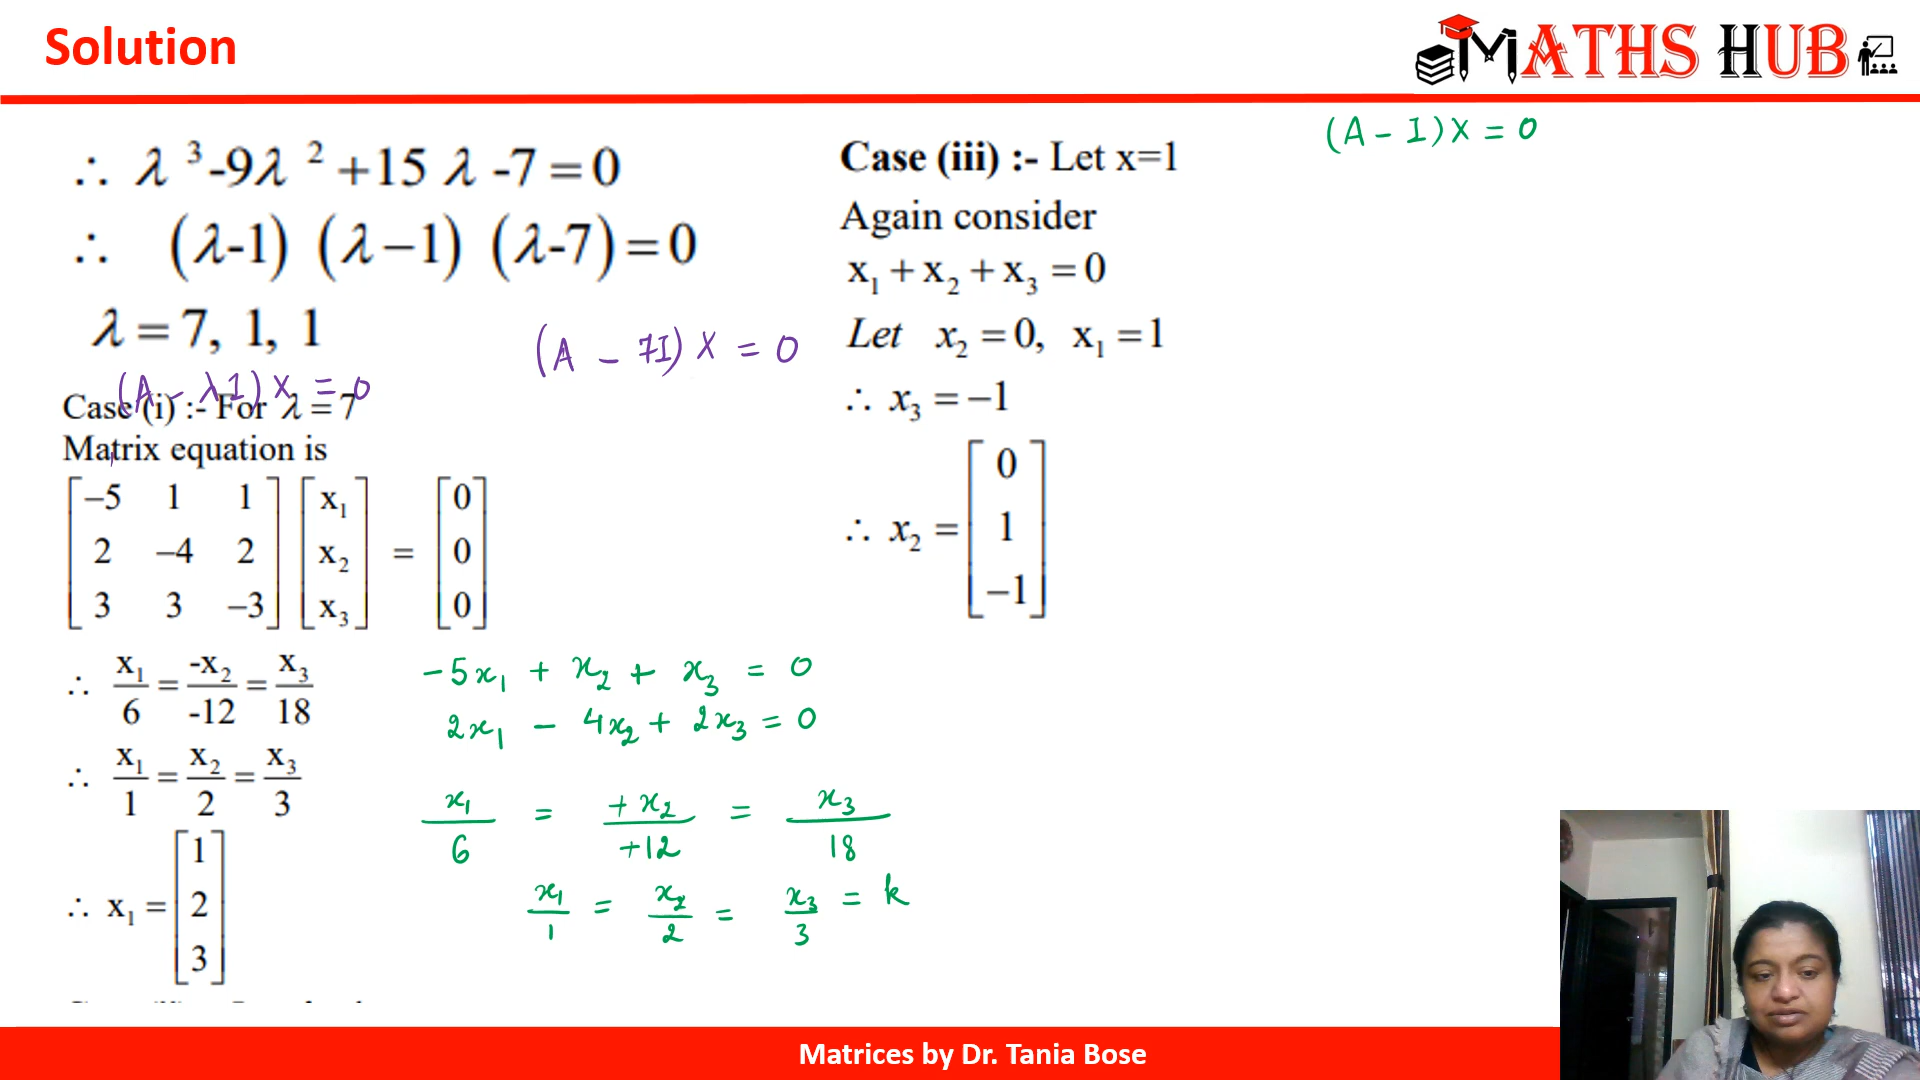 Solution
MATHS HUB
∴ λ³-9λ²+15 λ -7=0
∴ (λ-1) (λ−1) (λ-7)=0
λ=7, 1, 1
(A − 7I) X = 0
(A − λI) X = 0
Case (i) :- For λ=7
Matrix equation is
[−5 1 1] [x₁] [0]
[2 −4 2] [x₂] = [0]
[3 3 −3] [x₃] [0]
∴ x₁/6 = -x₂/-12 = x₃/18
∴ x₁/1 = x₂/2 = x₃/3
∴ x₁ = [1 2 3]
-5x₁ + x₂ + x₃ = 0
2x₁ − 4x₂ + 2x₃ = 0
x₁/6 = +x₂/+12 = x₃/18
x₁/1 = x₂/2 = x₃/3 = k
Case (iii) :- Let x=1
Again consider
x₁ + x₂ + x₃ = 0
Let x₂ = 0, x₁ = 1
∴ x₃ = −1
∴ x₂ = [0 1 −1]
(A − I) X = 0
Matrices by Dr. Tania Bose